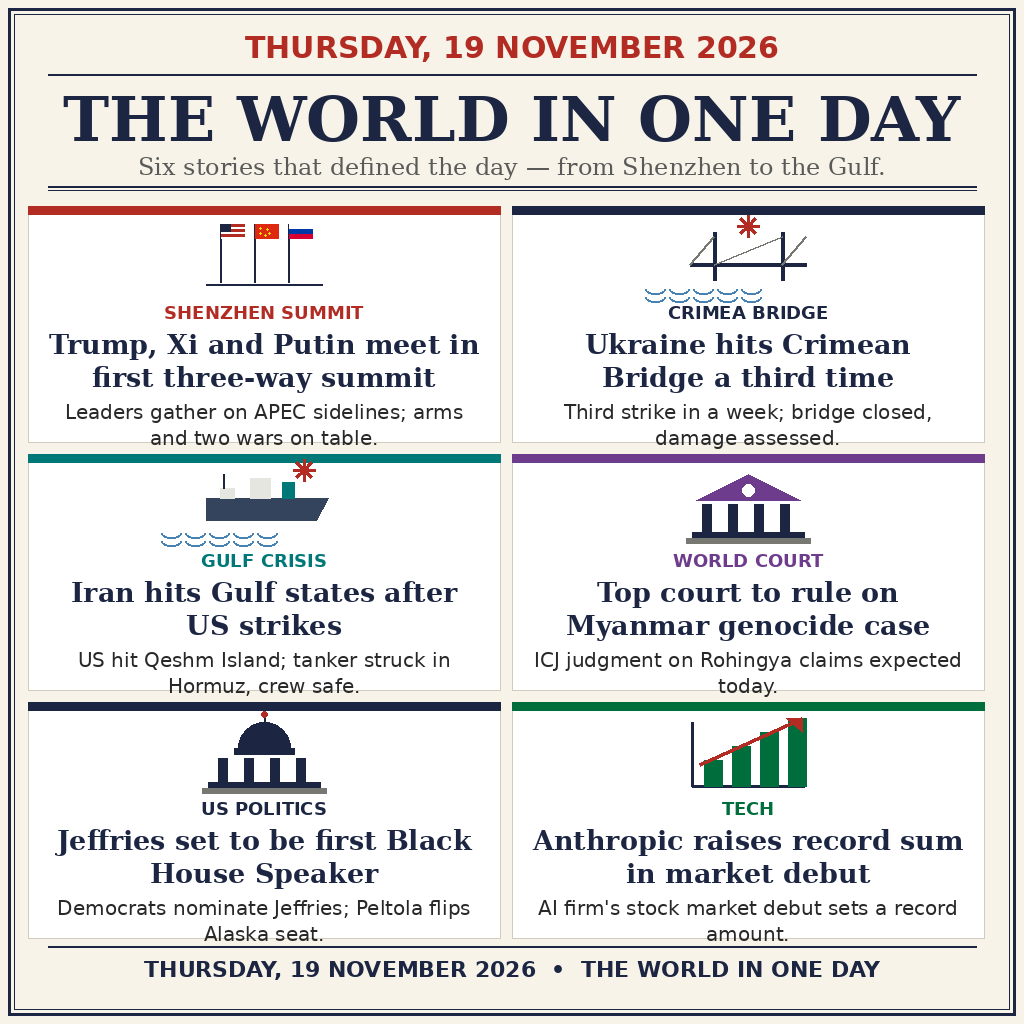 THURSDAY, 19 NOVEMBER 2026
THE WORLD IN ONE DAY
Six stories that defined the day — from Shenzhen to the Gulf.
SHENZHEN SUMMIT
Trump, Xi and Putin meet in
first three-way summit
Leaders gather on APEC sidelines; arms
and two wars on table.
CRIMEA BRIDGE
Ukraine hits Crimean
Bridge a third time
Third strike in a week; bridge closed,
damage assessed.
GULF CRISIS
Iran hits Gulf states after
US strikes
US hit Qeshm Island; tanker struck in
Hormuz, crew safe.
WORLD COURT
Top court to rule on
Myanmar genocide case
ICJ judgment on Rohingya claims expected
today.
US POLITICS
Jeffries set to be first Black
House Speaker
Democrats nominate Jeffries; Peltola flips
Alaska seat.
TECH
Anthropic raises record sum
in market debut
AI firm's stock market debut sets a record
amount.
THURSDAY, 19 NOVEMBER 2026 • THE WORLD IN ONE DAY